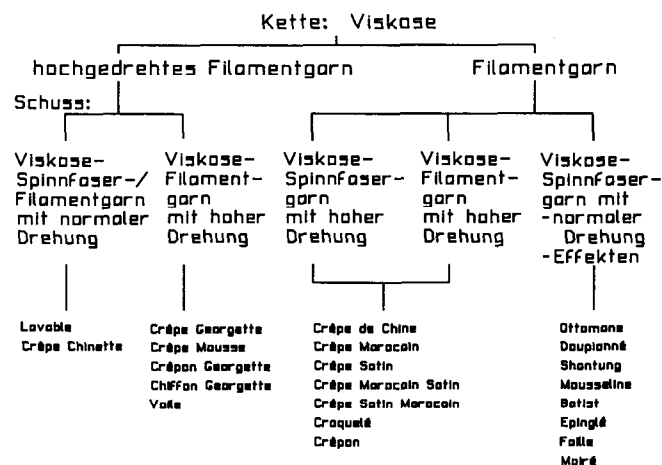 Kette: Viskose
hochgedrehtes Filamentgarn
Filamentgarn
Schuss:
Viskose-
Spinnfaser-/
Filamentgarn
mit normaler
Drehung
Viskose-
Filament-
garn
mit hoher
Drehung
Viskose-
Spinnfaser-
garn
mit hoher
Drehung
Viskose-
Filament-
garn
mit hoher
Drehung
Viskose-
Spinnfaser-
garn mit
-normaler
Drehung
-Effekten
Lavable
Crêpe Chinette
Crêpe Georgette
Crêpe Mousse
Crêpon Georgette
Chiffon Georgette
Voile
Crêpe de Chine
Crêpe Marocain
Crêpe Satin
Crêpe Marocain Satin
Crêpe Satin Marocain
Craquelé
Crêpon
Ottomane
Doupionné
Shantung
Mousseline
Batist
Epinglé
Faille
Moiré